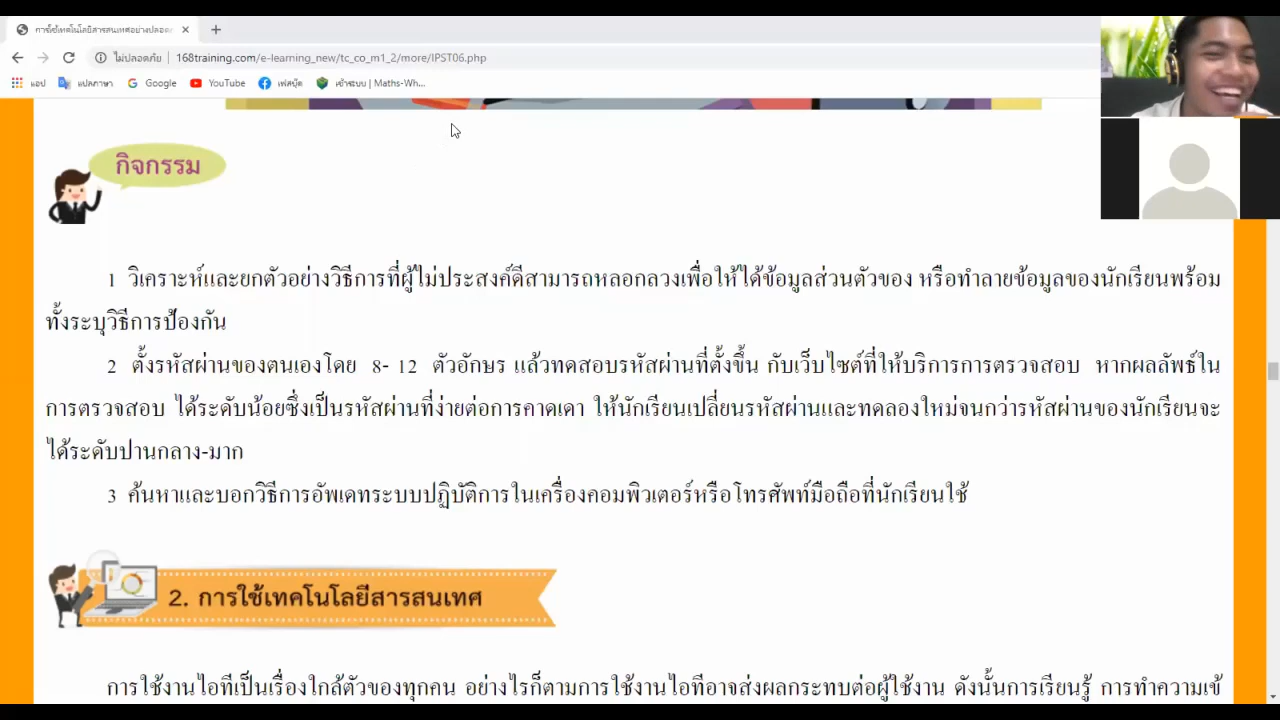 การใช้เทคโนโลยีสารสนเทศอย่างปลอดภ
ไม่ปลอดภัย 168training.com/e-learning_new/tc_co_m1_2/more/IPST06.php
แอป แปลภาษา Google YouTube เฟสบุ๊ค เข้าระบบ | Maths-Wh...
กิจกรรม
1 วิเคราะห์และยกตัวอย่างวิธีการที่ผู้ไม่ประสงค์ดีสามารถหลอกลวงเพื่อให้ได้ข้อมูลส่วนตัวของ หรือทำลายข้อมูลของนักเรียนพร้อม
ทั้งระบุวิธีการป้องกัน
2 ตั้งรหัสผ่านของตนเองโดย 8- 12 ตัวอักษร แล้วทดสอบรหัสผ่านที่ตั้งขึ้น กับเว็บไซต์ที่ให้บริการการตรวจสอบ หากผลลัพธ์ใน
การตรวจสอบ ได้ระดับน้อยซึ่งเป็นรหัสผ่านที่ง่ายต่อการคาดเดา ให้นักเรียนเปลี่ยนรหัสผ่านและทดลองใหม่จนกว่ารหัสผ่านของนักเรียนจะ
ได้ระดับปานกลาง-มาก
3 ค้นหาและบอกวิธีการอัพเดทระบบปฏิบัติการในเครื่องคอมพิวเตอร์หรือโทรศัพท์มือถือที่นักเรียนใช้
2. การใช้เทคโนโลยีสารสนเทศ
การใช้งานไอทีเป็นเรื่องใกล้ตัวของทุกคน อย่างไรก็ตามการใช้งานไอทีอาจส่งผลกระทบต่อผู้ใช้งาน ดังนั้นการเรียนรู้ การทำความเข้